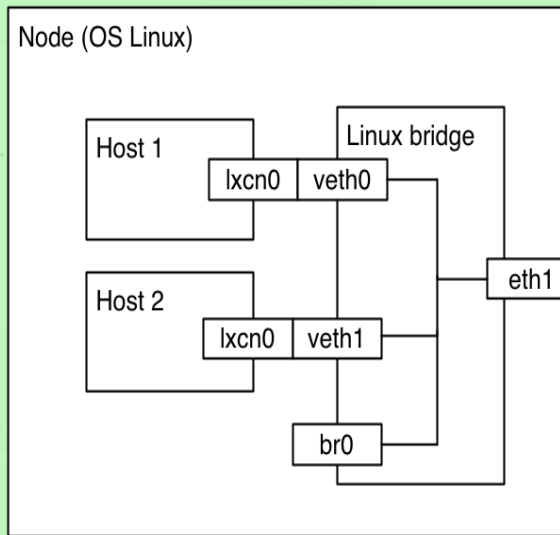 Node (OS Linux)
Host 1
Linux bridge
lxcn0
veth0
eth1
Host 2
lxcn0
veth1
br0